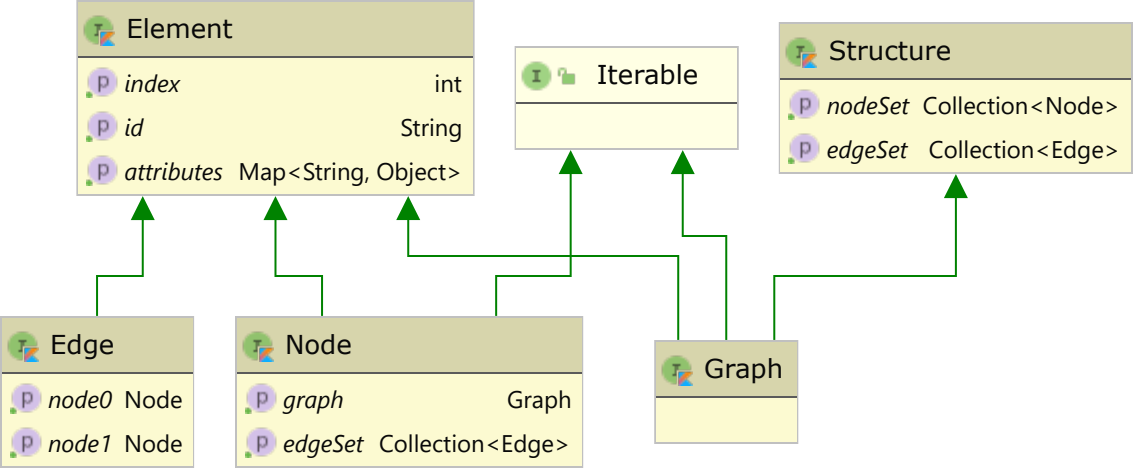 Element
index int
id String
attributes Map<String, Object>
Iterable
Structure
nodeSet Collection<Node>
edgeSet Collection<Edge>
Edge
node0 Node
node1 Node
Node
graph Graph
edgeSet Collection<Edge>
Graph